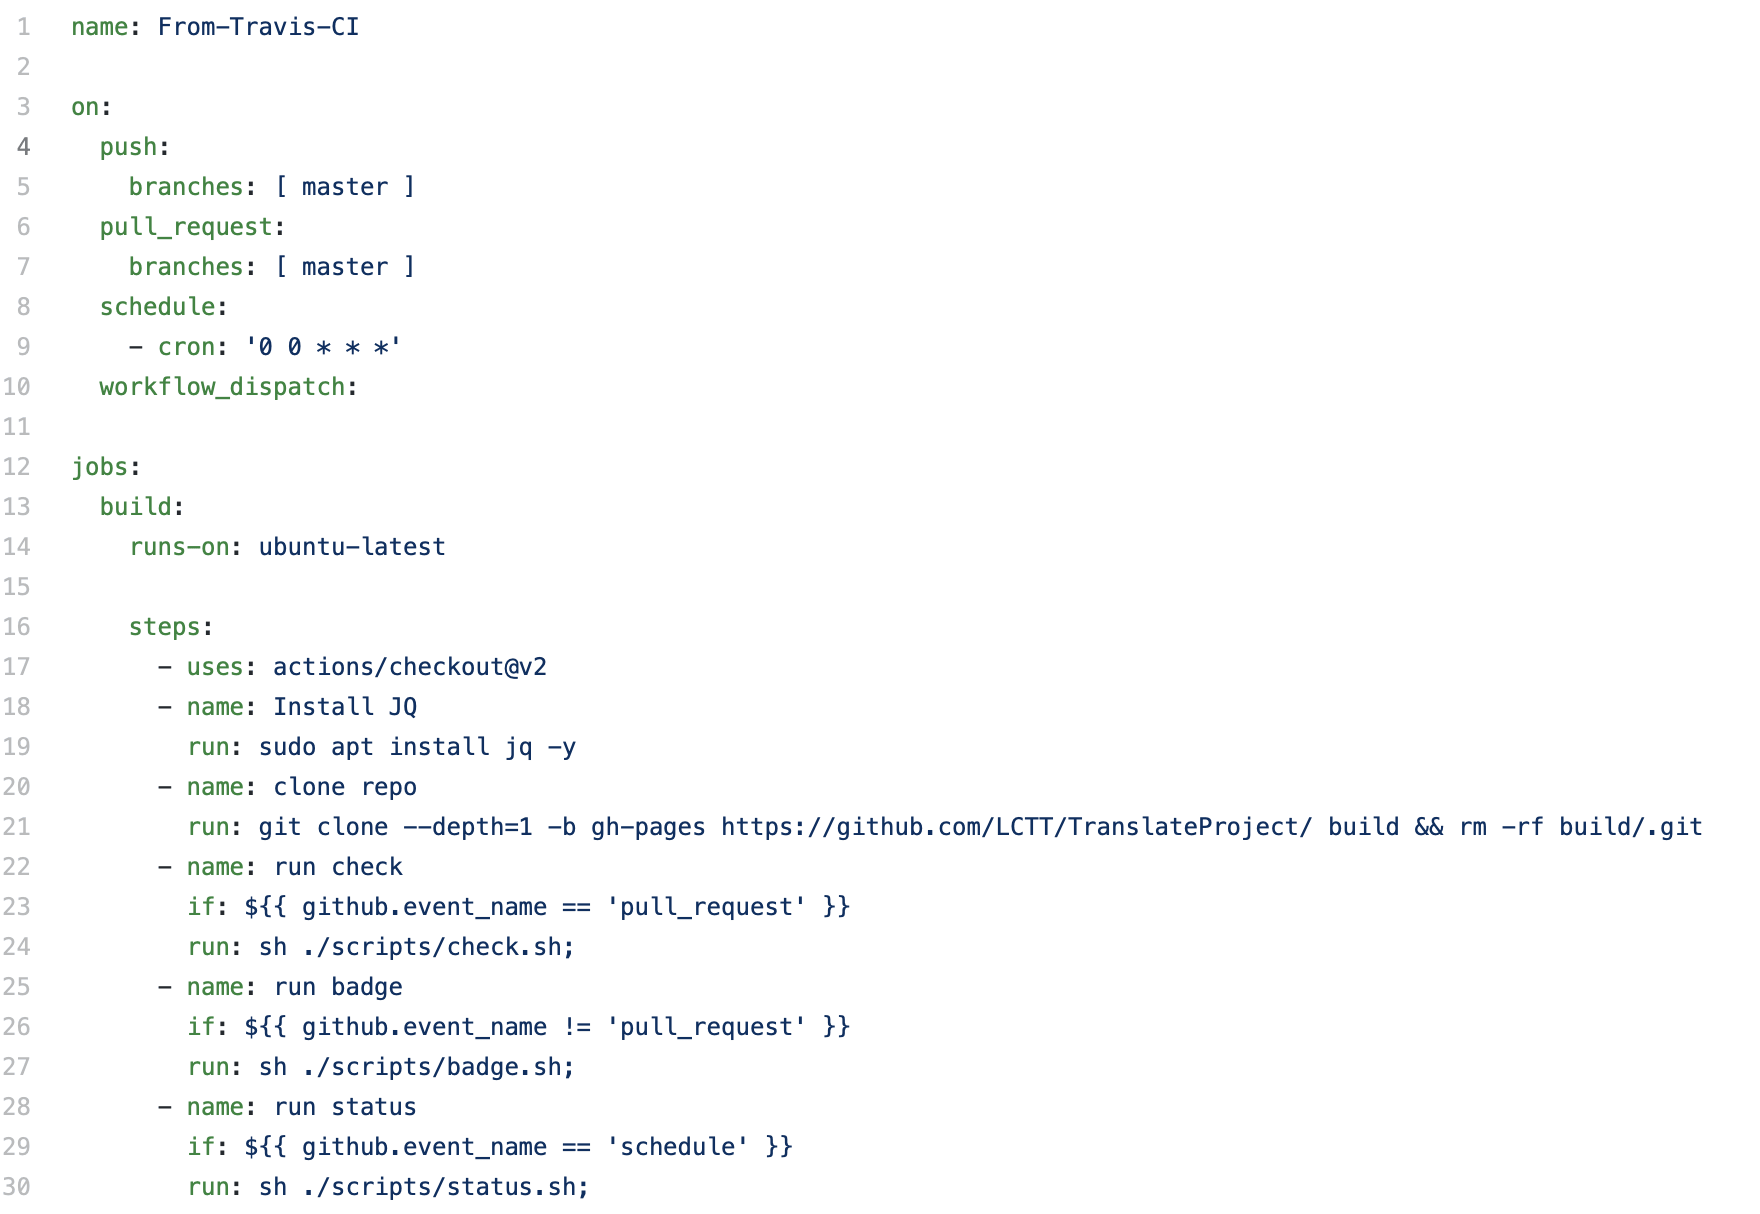 1 name: From-Travis-CI
2
3 on:
4   push:
5     branches: [ master ]
6   pull_request:
7     branches: [ master ]
8   schedule:
9     - cron: '0 0 * * *'
10   workflow_dispatch:
11
12 jobs:
13   build:
14     runs-on: ubuntu-latest
15
16     steps:
17       - uses: actions/checkout@v2
18       - name: Install JQ
19         run: sudo apt install jq -y
20       - name: clone repo
21         run: git clone --depth=1 -b gh-pages https://github.com/LCTT/TranslateProject/ build && rm -rf build/.git
22       - name: run check
23         if: ${{ github.event_name == 'pull_request' }}
24         run: sh ./scripts/check.sh;
25       - name: run badge
26         if: ${{ github.event_name != 'pull_request' }}
27         run: sh ./scripts/badge.sh;
28       - name: run status
29         if: ${{ github.event_name == 'schedule' }}
30         run: sh ./scripts/status.sh;